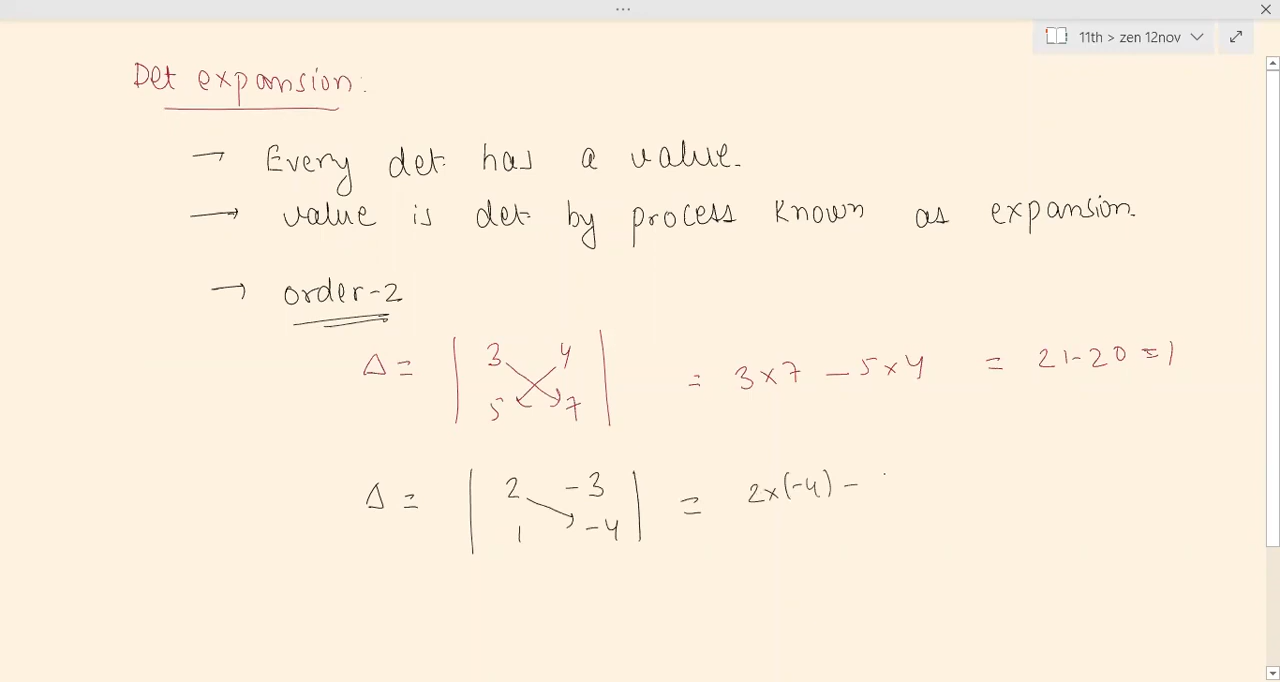 ...
11th > zen 12nov
Det expansion:
→ Every det has a value.
→ value is det by process known as expansion.
→ order-2
Δ = | 3 4 | = 3×7 - 5×4 = 21-20 = 1
| 5 7 |
Δ = | 2 -3 | = 2×(-4) -
| 1 -4 |